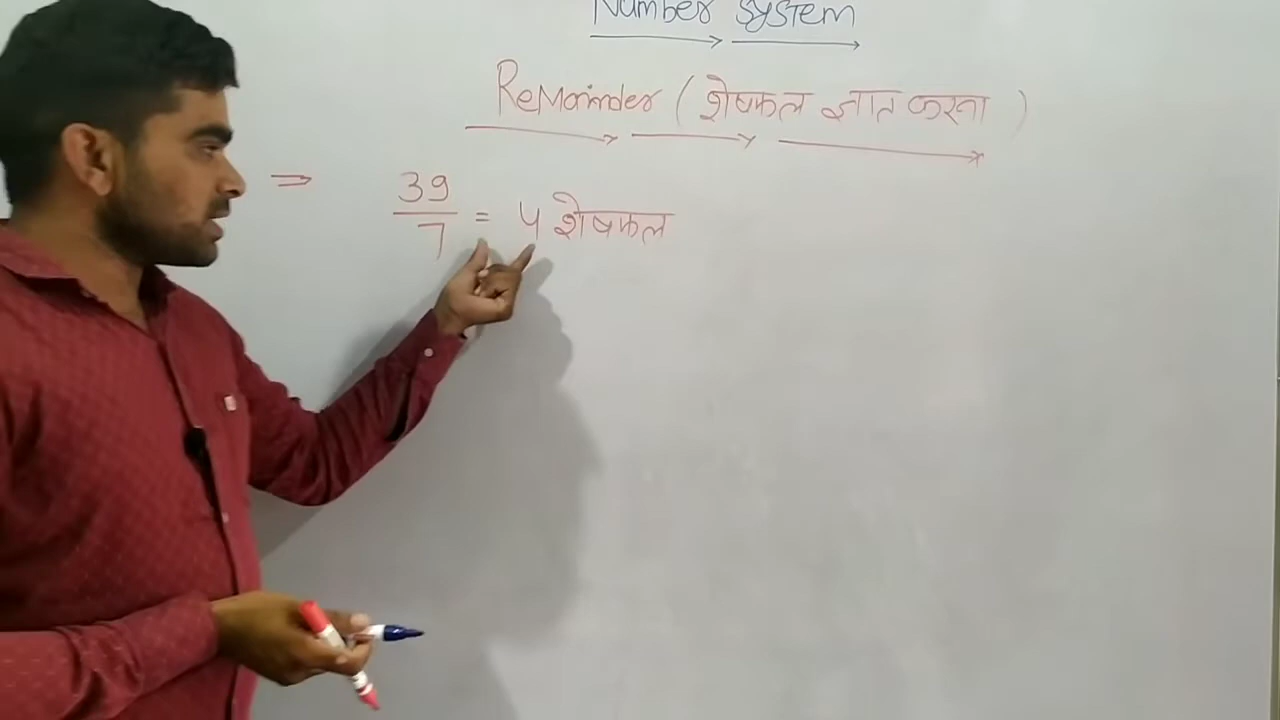 Number System
Remainder (शेषफल ज्ञात करना)
⇒ 39/7 = 4 शेषफल